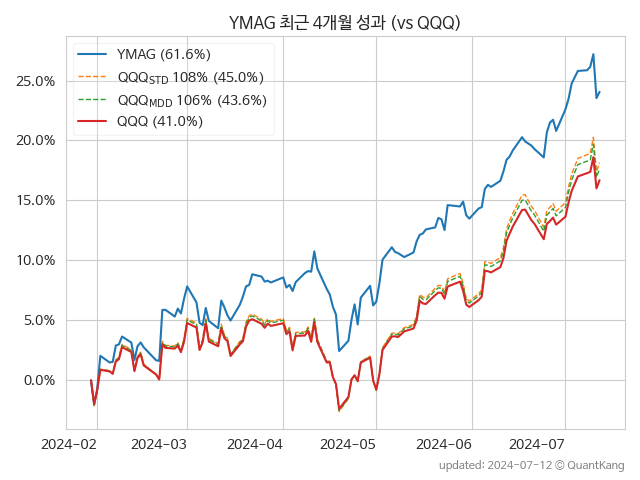 YMAG 최근 4개월 성과 (vs QQQ)
YMAG (61.6%)
QQQSTD 108% (45.0%)
QQQMDD 106% (43.6%)
QQQ (41.0%)
25.0%
20.0%
15.0%
10.0%
5.0%
0.0%
2024-02 2024-03 2024-04 2024-05 2024-06 2024-07
updated: 2024-07-12 © QuantKang